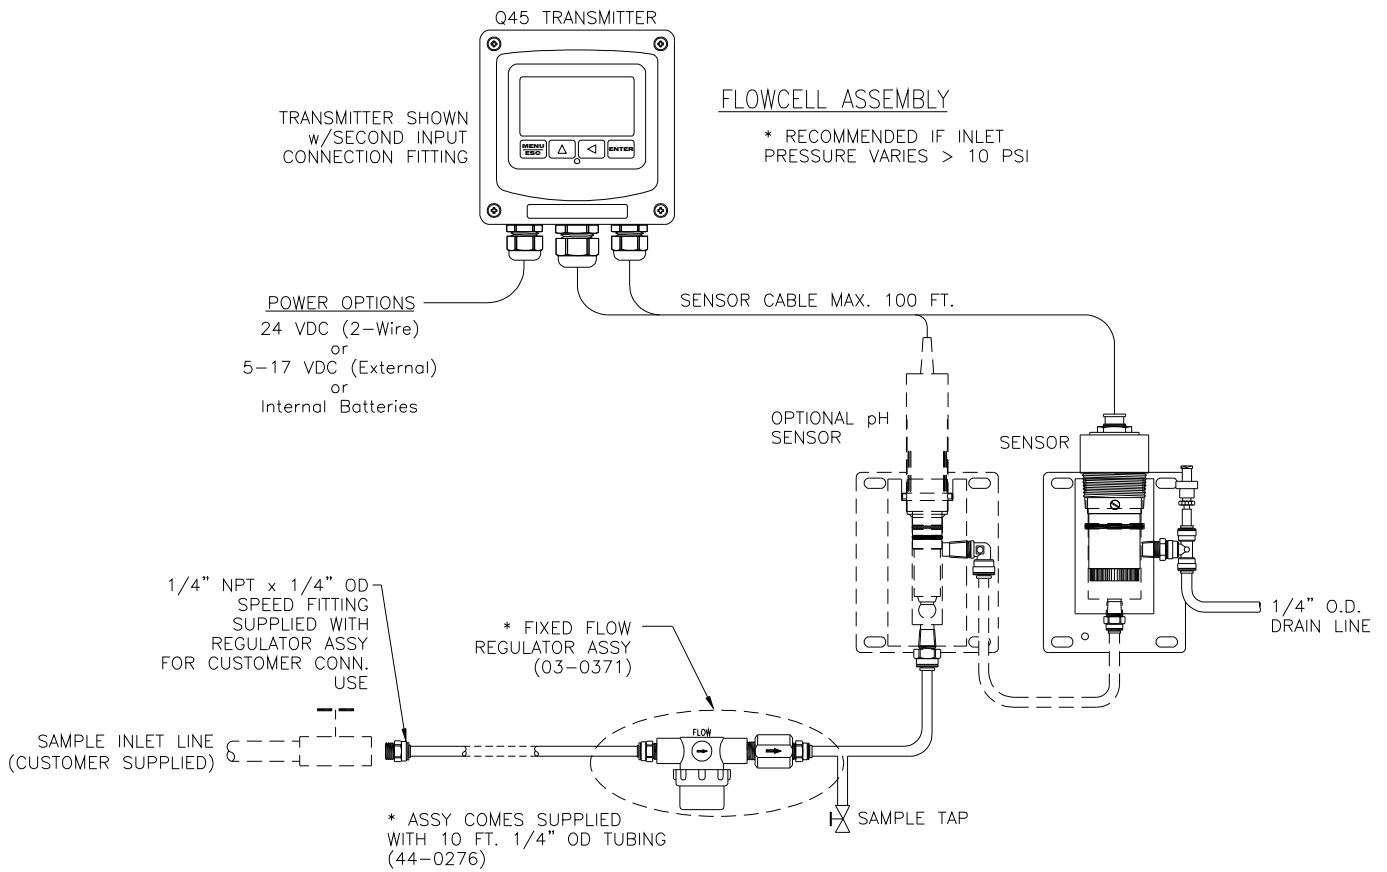 Q45 TRANSMITTER
TRANSMITTER SHOWN
w/SECOND INPUT
CONNECTION FITTING
MENU
ESC
ENTER
FLOWCELL ASSEMBLY
* RECOMMENDED IF INLET
PRESSURE VARIES > 10 PSI
POWER OPTIONS
24 VDC (2-Wire)
or
5-17 VDC (External)
or
Internal Batteries
SENSOR CABLE MAX. 100 FT.
OPTIONAL pH
SENSOR
SENSOR
1/4" O.D.
DRAIN LINE
1/4" NPT x 1/4" OD
SPEED FITTING
SUPPLIED WITH
REGULATOR ASSY
FOR CUSTOMER CONN.
USE
* FIXED FLOW
REGULATOR ASSY
(03-0371)
FLOW
SAMPLE INLET LINE
(CUSTOMER SUPPLIED)
* ASSY COMES SUPPLIED
WITH 10 FT. 1/4" OD TUBING
(44-0276)
SAMPLE TAP